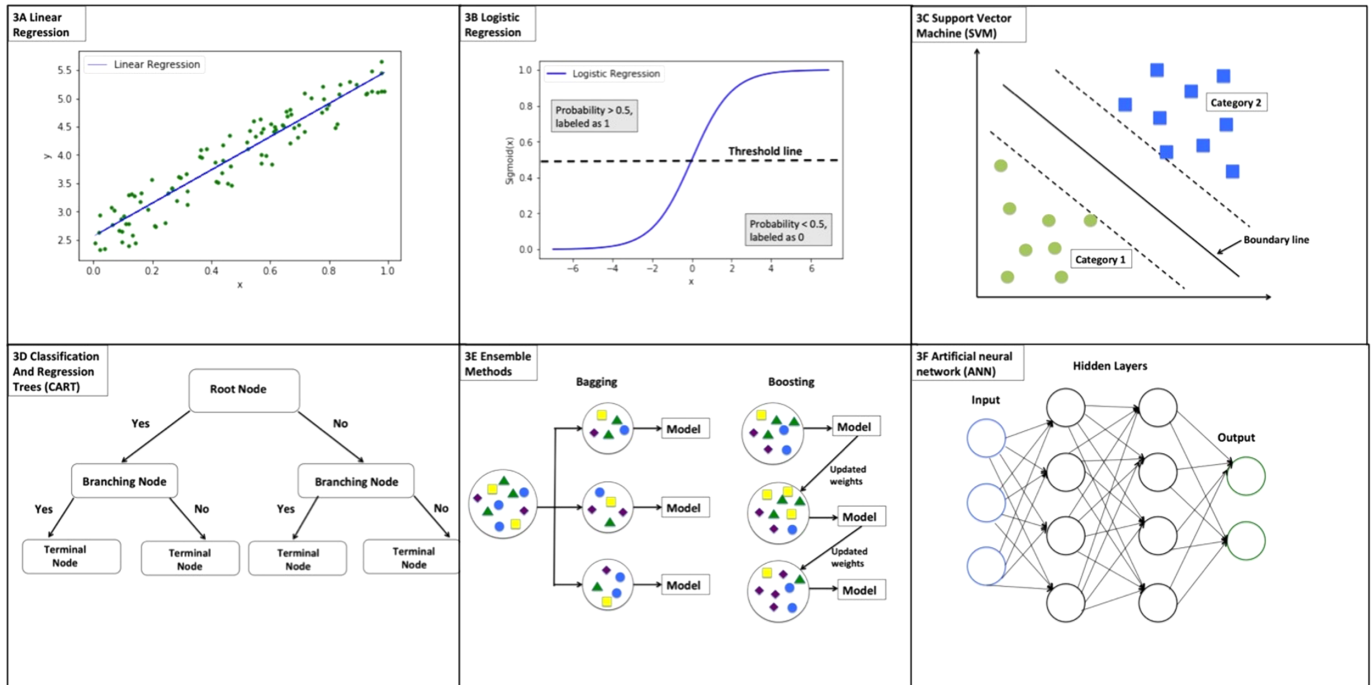 3A Linear
Regression
Linear Regression
5.5
5.0
4.5
4.0
3.5
3.0
2.5
y
0.0 0.2 0.4 0.6 0.8 1.0
x
3B Logistic
Regression
Logistic Regression
1.0
0.8
0.6
0.4
0.2
0.0
Sigmoid(x)
Probability > 0.5,
labeled as 1
Threshold line
Probability < 0.5,
labeled as 0
−6 −4 −2 0 2 4 6
x
3C Support Vector
Machine (SVM)
Category 2
Boundary line
Category 1
3D Classification
And Regression
Trees (CART)
Root Node
Yes No
Branching Node Branching Node
Yes No Yes No
Terminal
Node
Terminal
Node
Terminal
Node
Terminal
Node
3E Ensemble
Methods
Bagging
Model
Model
Model
Boosting
Model
Updated
weights
Model
Updated
weights
Model
3F Artificial neural
network (ANN)
Hidden Layers
Input
Output